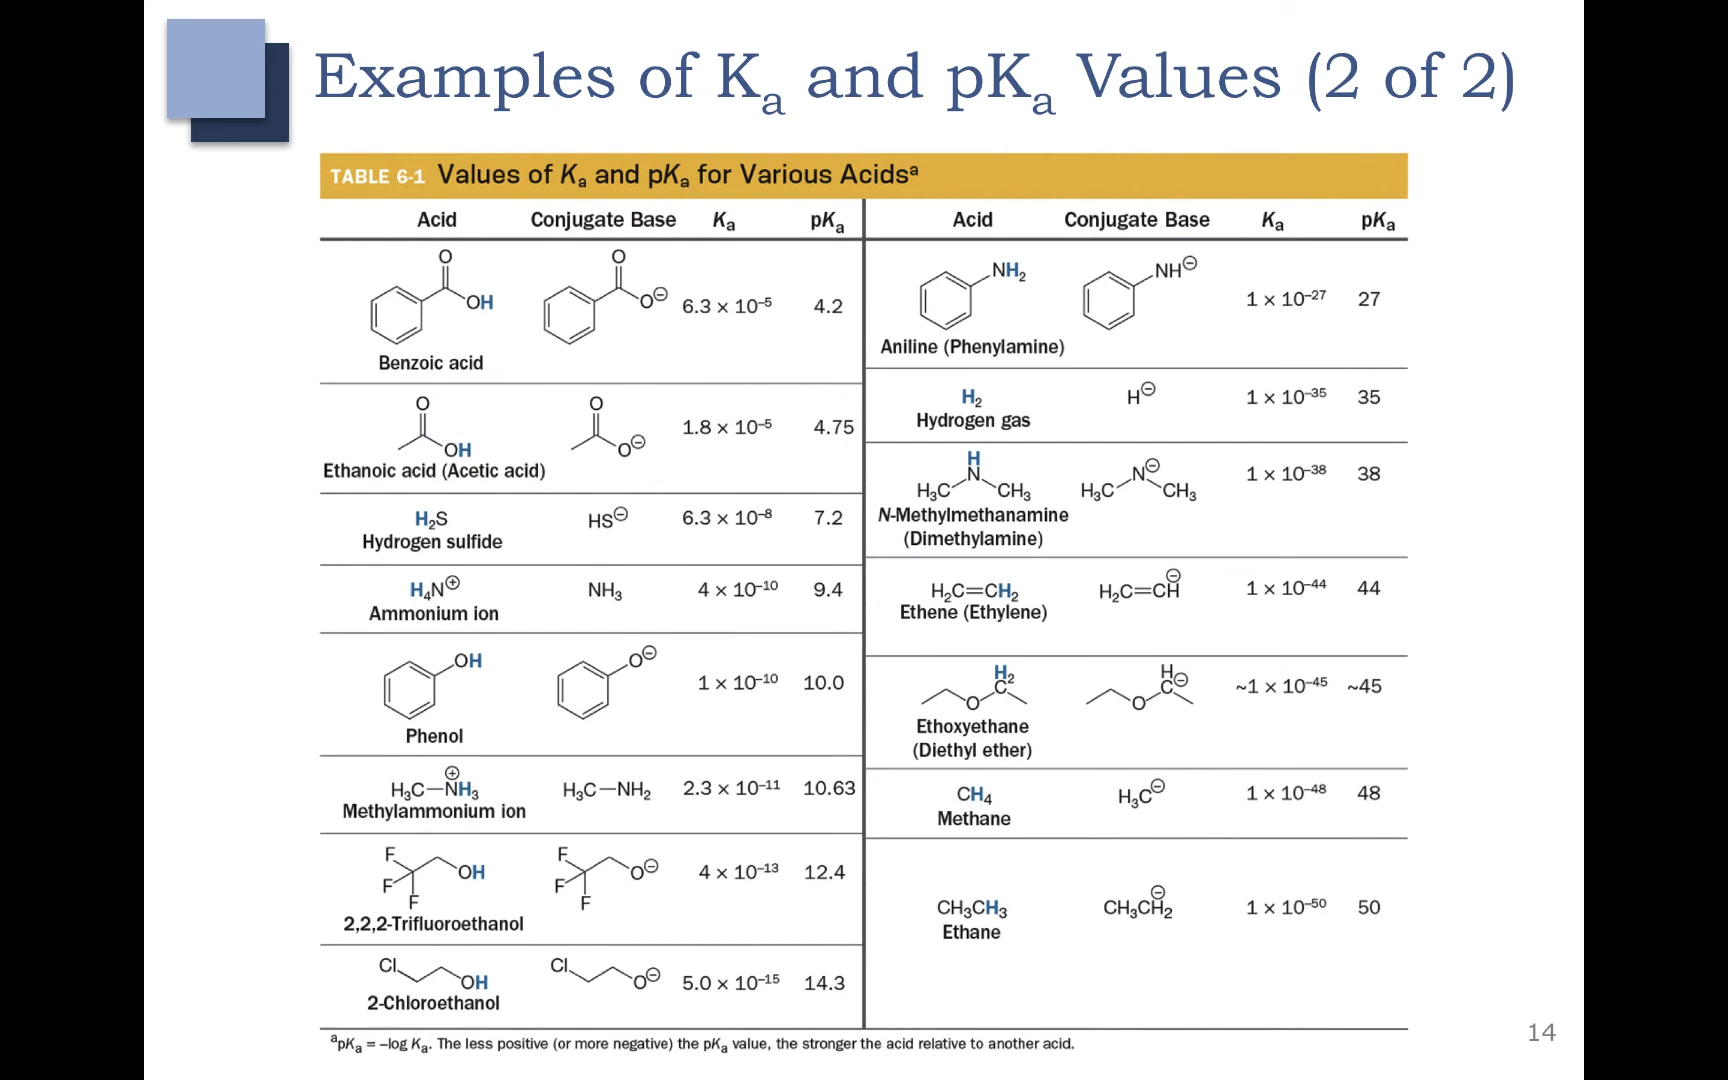 Examples of Kₐ and pKₐ Values (2 of 2)
TABLE 6-1 Values of Kₐ and pKₐ for Various Acidsᵃ
Acid Conjugate Base Kₐ pKₐ
O
OH
O
O⊖
6.3 × 10⁻⁵ 4.2
Benzoic acid
O
OH
O
O⊖
1.8 × 10⁻⁵ 4.75
Ethanoic acid (Acetic acid)
H₂S HS⊖ 6.3 × 10⁻⁸ 7.2
Hydrogen sulfide
H₄N⊕ NH₃ 4 × 10⁻¹⁰ 9.4
Ammonium ion
OH O⊖ 1 × 10⁻¹⁰ 10.0
Phenol
⊕
H₃C—NH₃ H₃C—NH₂ 2.3 × 10⁻¹¹ 10.63
Methylammonium ion
F F
F OH F O⊖ 4 × 10⁻¹³ 12.4
F F
2,2,2-Trifluoroethanol
Cl Cl
OH O⊖ 5.0 × 10⁻¹⁵ 14.3
2-Chloroethanol
Acid Conjugate Base Kₐ pKₐ
NH₂ NH⊖ 1 × 10⁻²⁷ 27
Aniline (Phenylamine)
H₂ H⊖ 1 × 10⁻³⁵ 35
Hydrogen gas
H
N N⊖ 1 × 10⁻³⁸ 38
H₃C CH₃ H₃C CH₃
N-Methylmethanamine
(Dimethylamine)
⊖
H₂C=CH₂ H₂C=CH 1 × 10⁻⁴⁴ 44
Ethene (Ethylene)
H₂ H
C C⊖ ~1 × 10⁻⁴⁵ ~45
O O
Ethoxyethane
(Diethyl ether)
CH₄ H₃C⊖ 1 × 10⁻⁴⁸ 48
Methane
⊖
CH₃CH₃ CH₃CH₂ 1 × 10⁻⁵⁰ 50
Ethane
ᵃpKₐ = –log Kₐ. The less positive (or more negative) the pKₐ value, the stronger the acid relative to another acid.
14